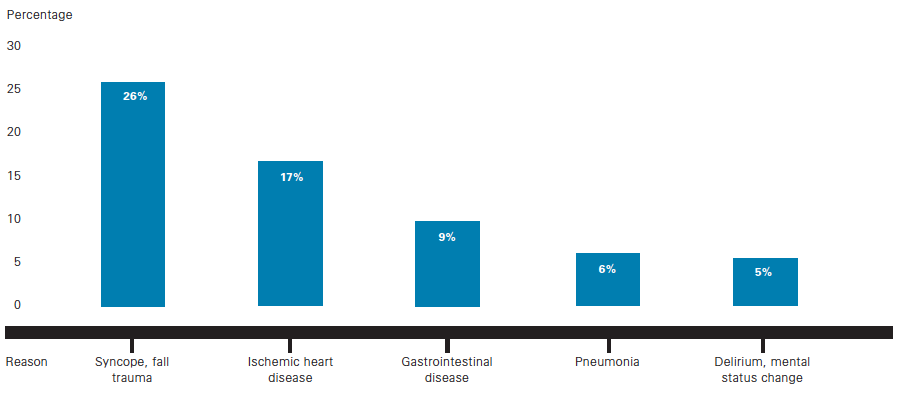 Percentage
30
25
26%
20
15
17%
10
9%
5
6%
5%
0
Reason
Syncope, fall
trauma
Ischemic heart
disease
Gastrointestinal
disease
Pneumonia
Delirium, mental
status change